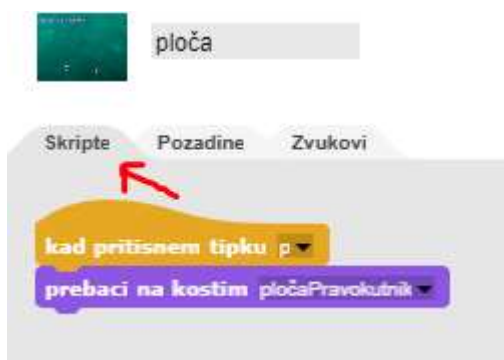 ploča
Skripte Pozadine Zvukovi
kad pritisnem tipku p
prebaci na kostim pločaPravokutnik